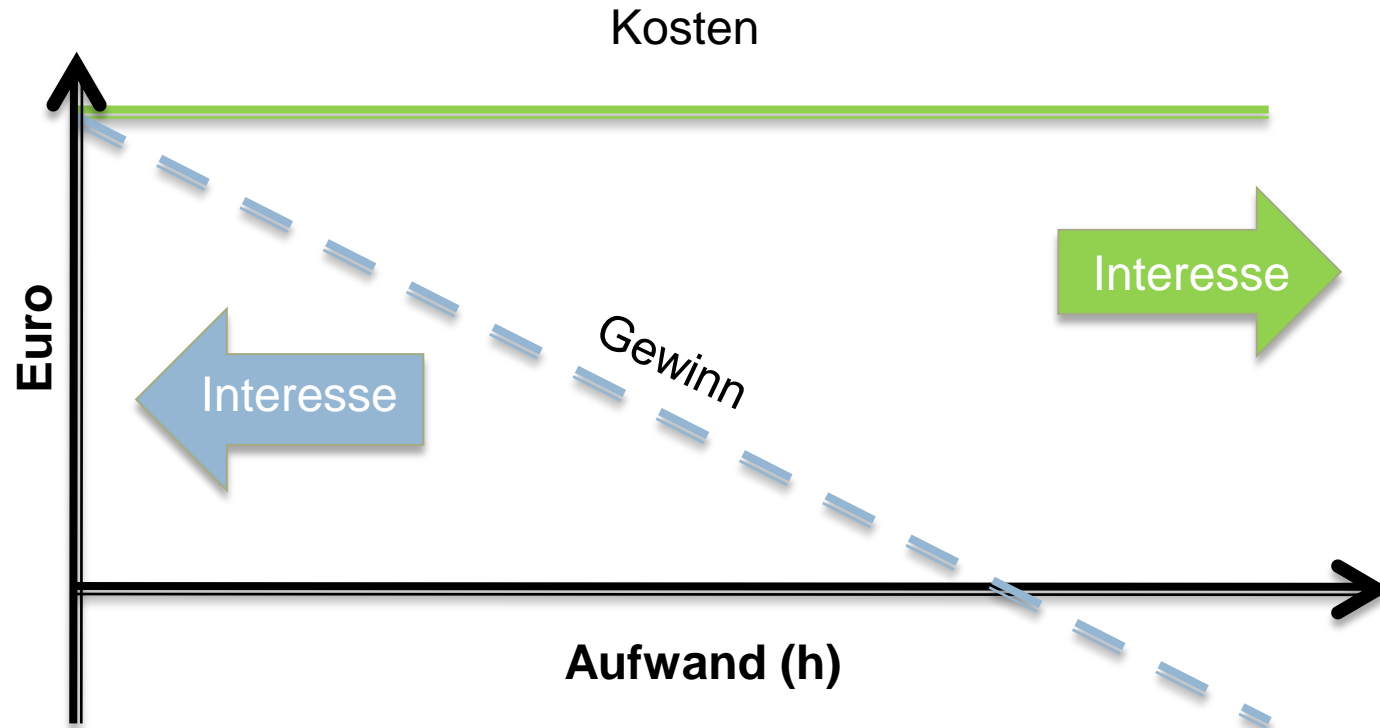 Kosten
Euro
Interesse
Interesse
Gewinn
Aufwand (h)